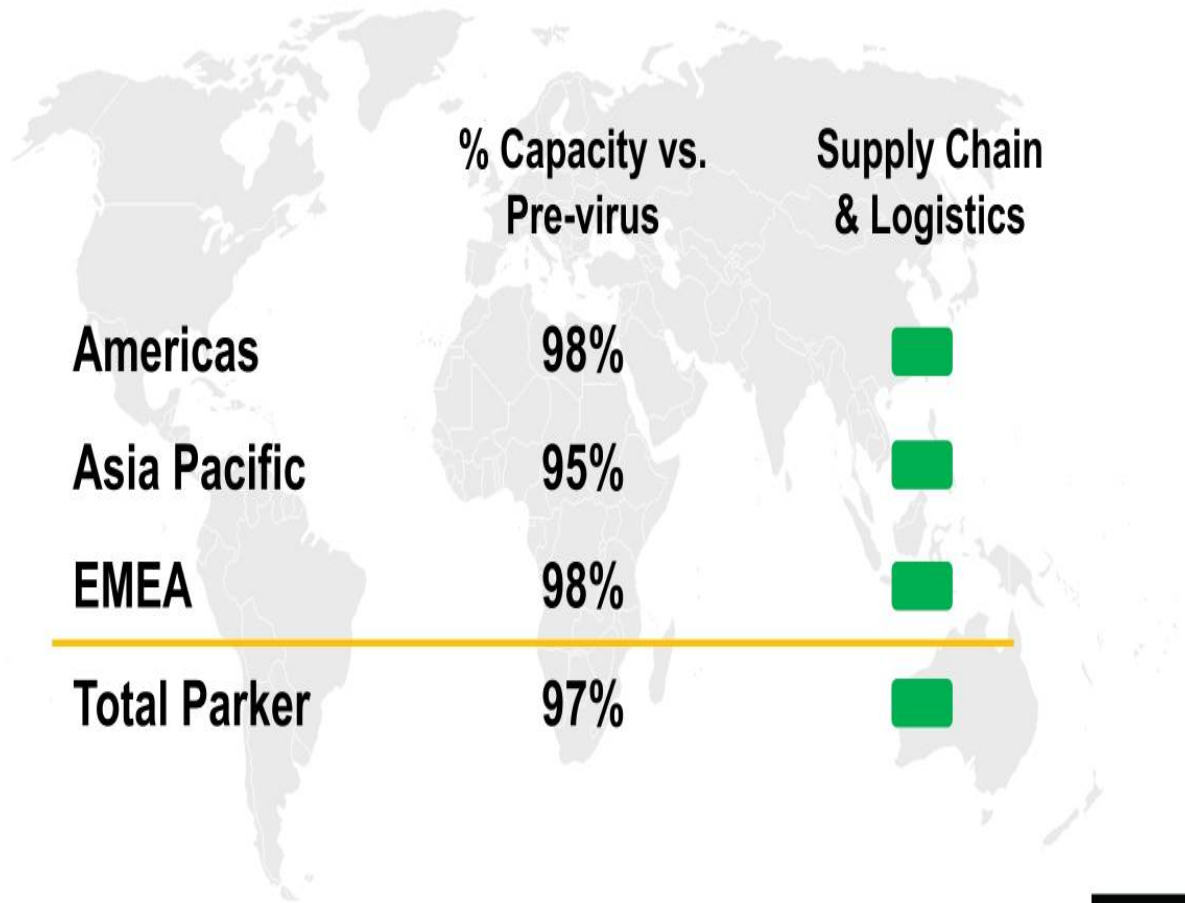 % Capacity vs. Supply Chain
Pre-virus & Logistics
Americas 98%
Asia Pacific 95%
EMEA 98%
Total Parker 97%